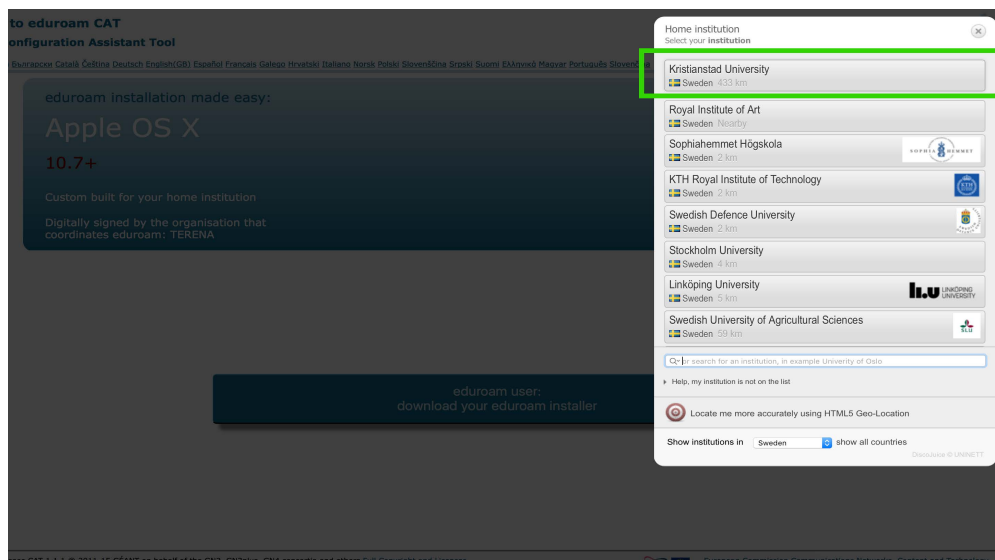 to eduroam CAT
onfiguration Assistant Tool
Български Català Čeština Deutsch English(GB) Español Français Galego Hrvatski Italiano Norsk Polski Slovenščina Srpski Suomi Ελληνικά Magyar Português Slovenčina
eduroam installation made easy:
Apple OS X
10.7+
Custom built for your home institution
Digitally signed by the organisation that
coordinates eduroam: TERENA
eduroam user:
download your eduroam installer
Home institution
Select your institution
Kristianstad University
Sweden 433 km
Royal Institute of Art
Sweden Nearby
Sophiahemmet Högskola
Sweden 2 km
SOPHIA HEMMET
KTH Royal Institute of Technology
Sweden 2 km
KTH
Swedish Defence University
Sweden 2 km
Stockholm University
Sweden 4 km
Linköping University
Sweden 5 km
LINKÖPING
UNIVERSITY
Swedish University of Agricultural Sciences
Sweden 59 km
SLU
or search for an institution, in example Univerity of Oslo
Help, my institution is not on the list
Locate me more accurately using HTML5 Geo-Location
Show institutions in Sweden show all countries
DiscoJuice © UNINETT